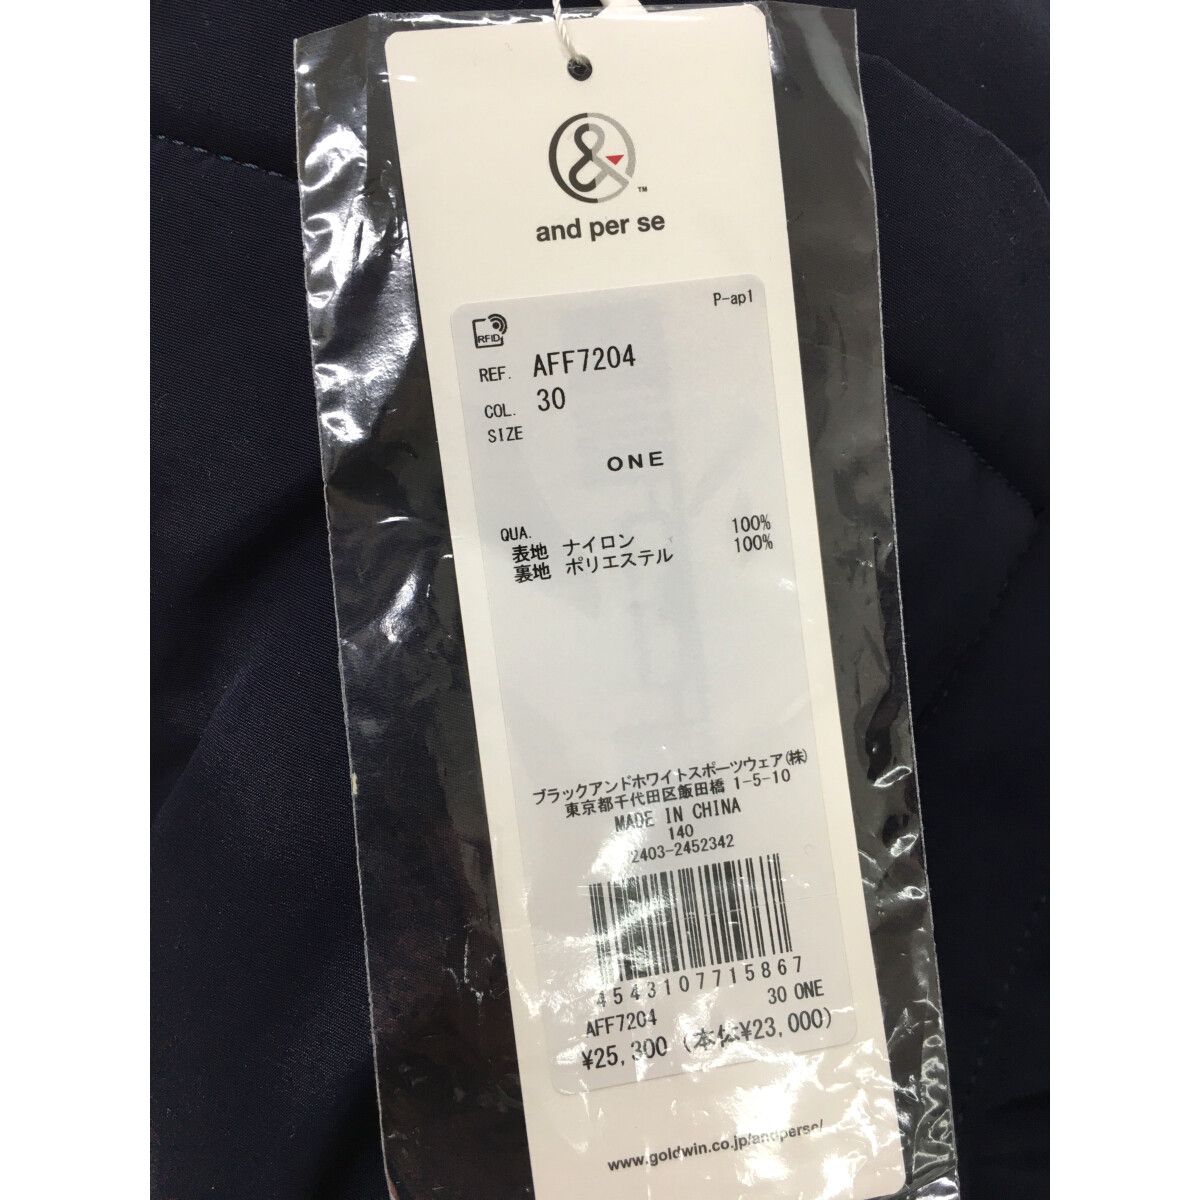 &
™
and per se
P-ap1
RFID
REF. AFF7204
COL. 30
SIZE
ONE
QUA.
表地 ナイロン 100%
裏地 ポリエステル 100%
ブラックアンドホワイトスポーツウェア(株)
東京都千代田区飯田橋 1-5-10
MADE IN CHINA
140
2403-2452342
4543107715867
AFF7204 30 ONE
¥25,300 (本体¥23,000)
www.goldwin.co.jp/andperse/